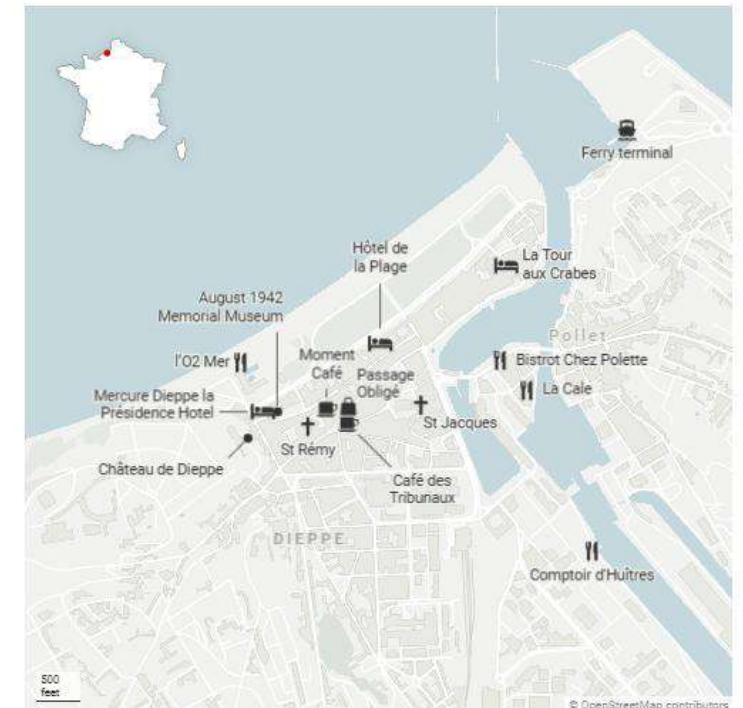 Ferry terminal
Hôtel de
la Plage
La Tour
aux Crabes
August 1942
Memorial Museum
Pollet
l'O2 Mer
Moment
Café
Passage
Obligé
Bistrot Chez Polette
La Cale
Mercure Dieppe la
Présidence Hotel
St Jacques
St Rémy
Château de Dieppe
Café des
Tribunaux
DIEPPE
Comptoir d'Huîtres
500
feet
© OpenStreetMap contributors